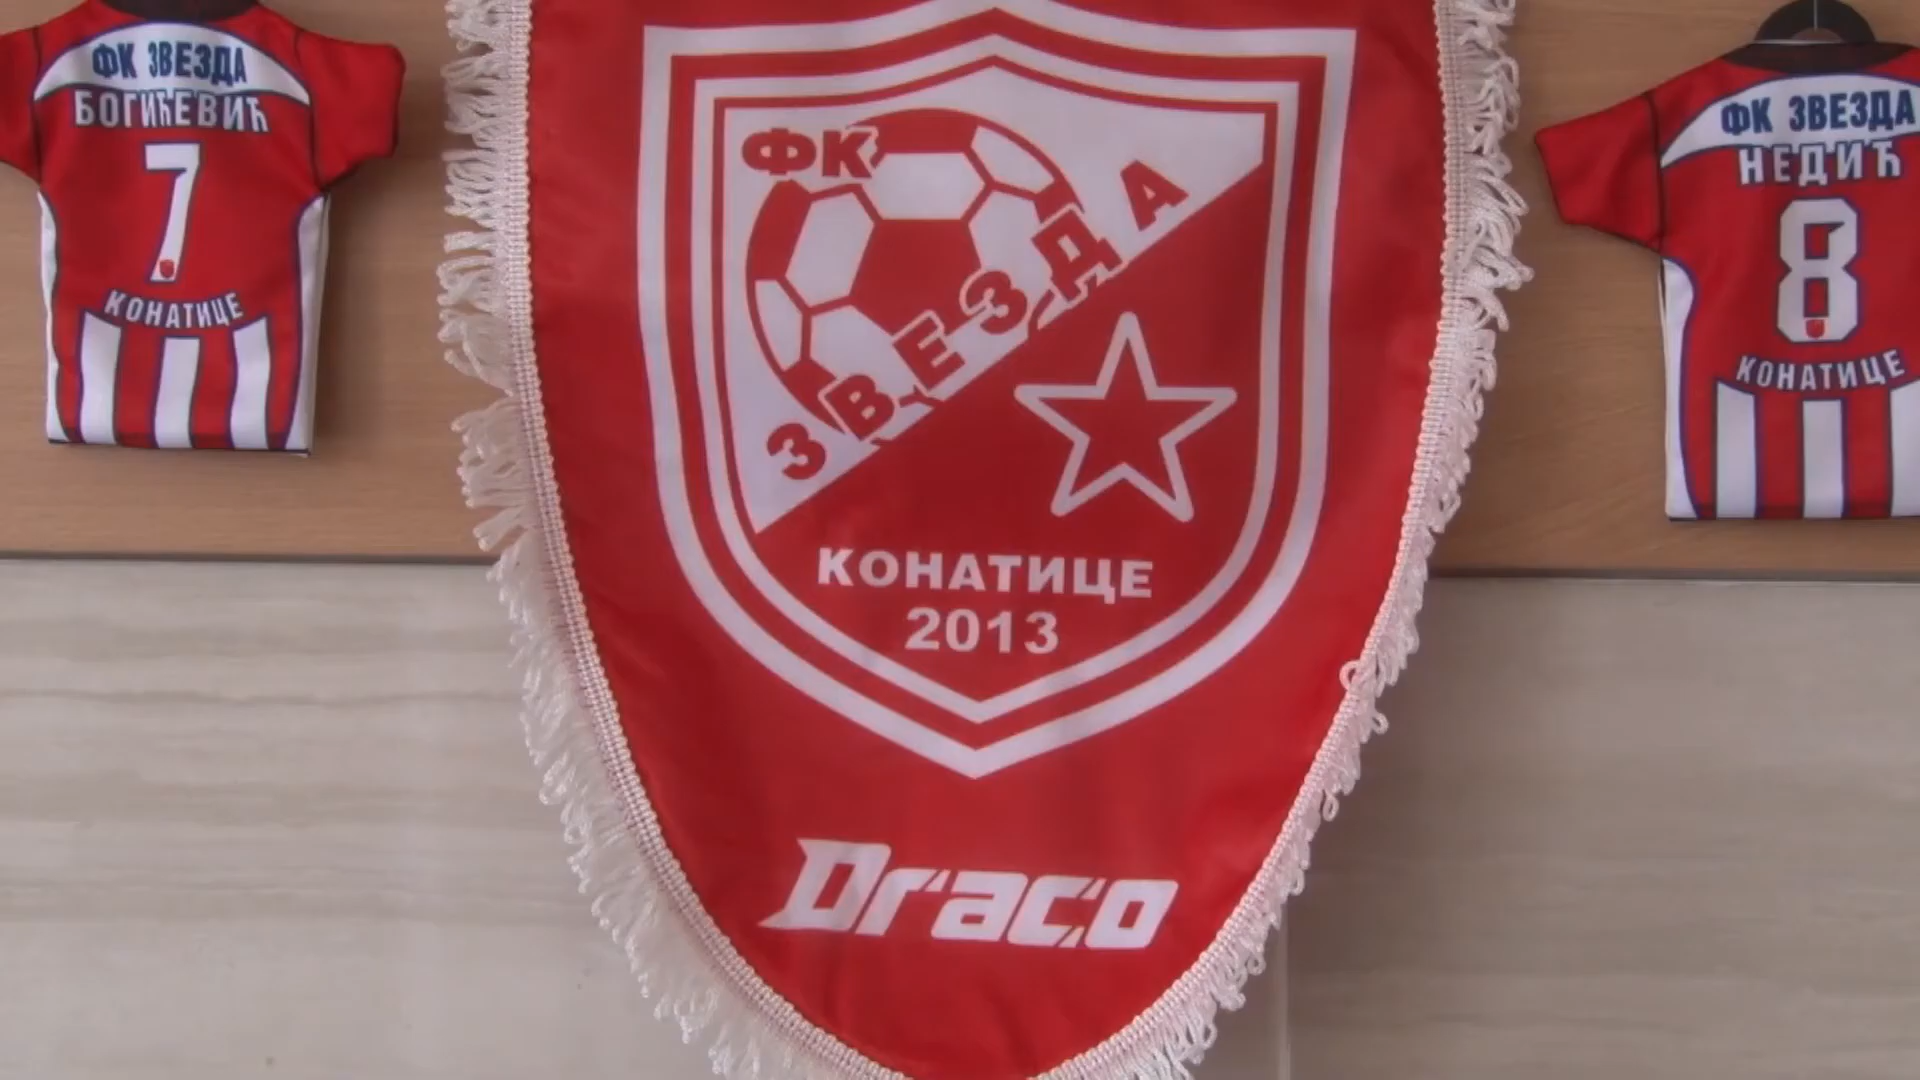 ФК ЗВЕЗДА
БОГИЋЕВИЋ
7
КОНАТИЦЕ
ФК
ЗВЕЗДА
КОНАТИЦЕ
2013
Draco
ФК ЗВЕЗДА
НЕДИЋ
8
КОНАТИЦЕ